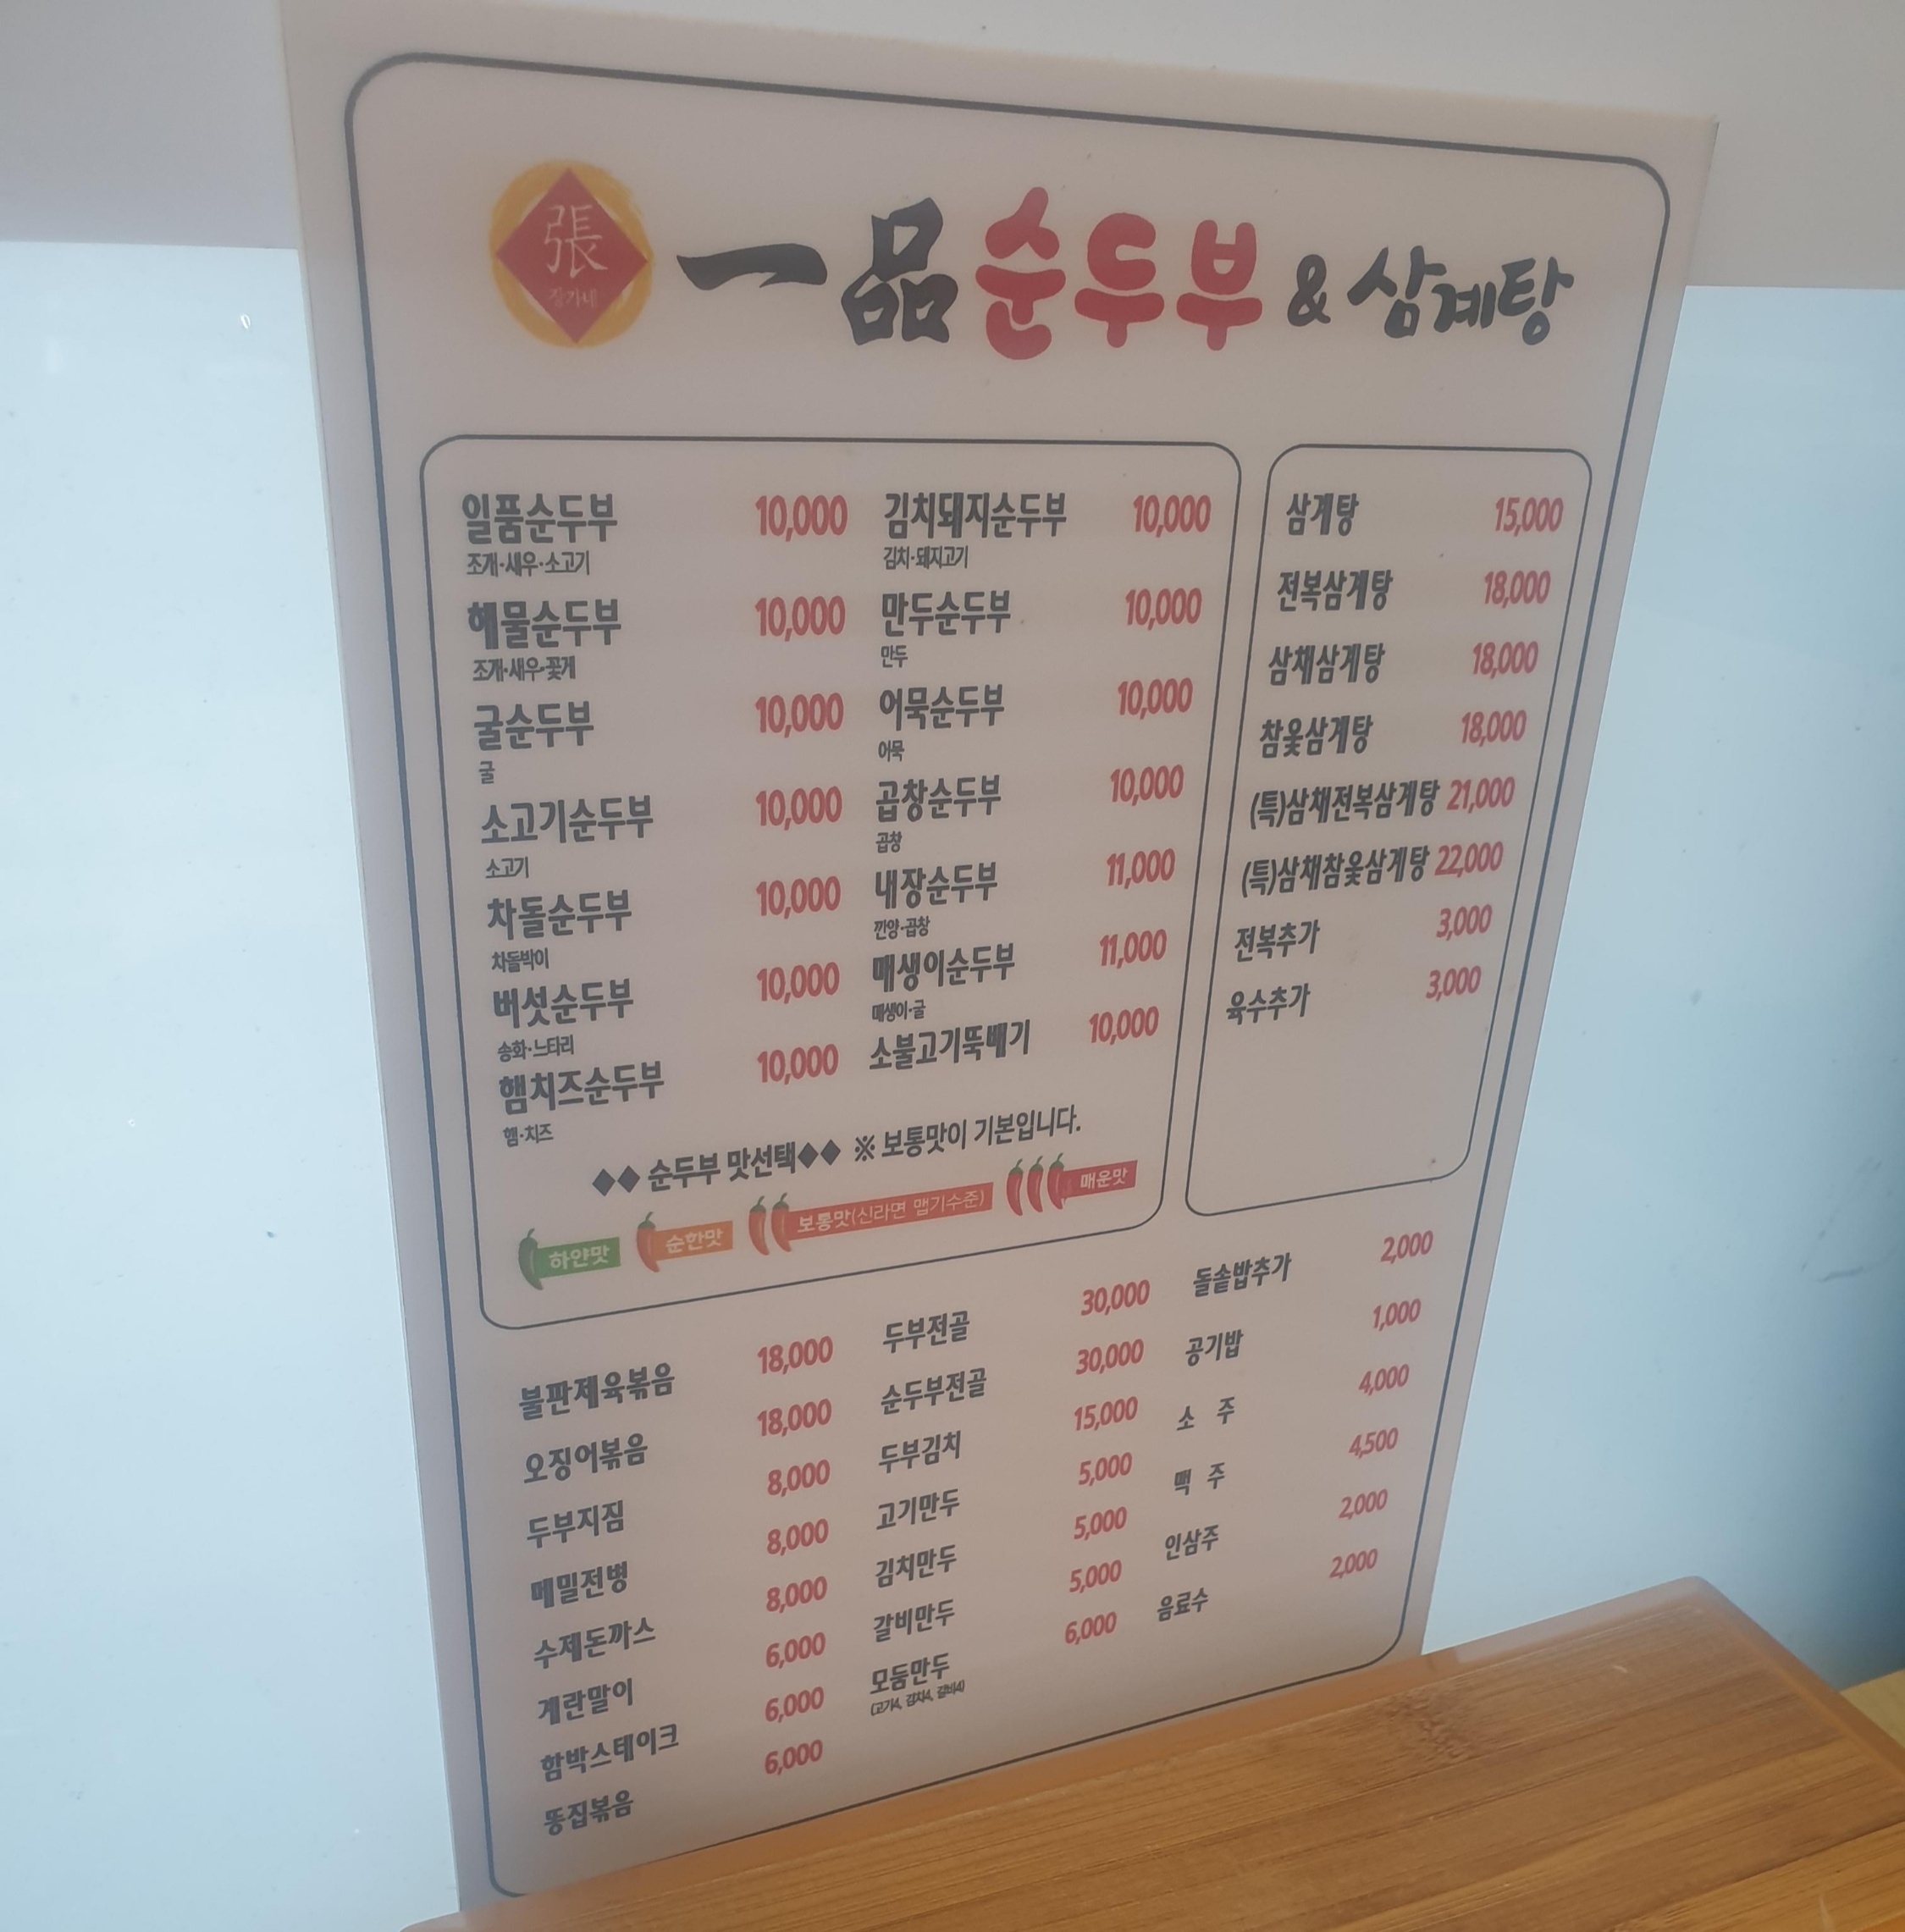 張
장가네
一品순두부 & 삼계탕
일품순두부 10,000
조개·새우·소고기
해물순두부 10,000
조개·새우·꽃게
굴순두부 10,000
굴
소고기순두부 10,000
소고기
차돌순두부 10,000
차돌박이
버섯순두부 10,000
송화·느타리
햄치즈순두부 10,000
햄·치즈
김치돼지순두부 10,000
김치·돼지고기
만두순두부 10,000
만두
어묵순두부 10,000
어묵
곱창순두부 10,000
곱창
내장순두부 11,000
깐양·곱창
매생이순두부 11,000
매생이·굴
소불고기뚝배기 10,000
◆◆ 순두부 맛선택◆◆ ※ 보통맛이 기본입니다.
하얀맛 순한맛 보통맛(신라면 맵기수준) 매운맛
삼계탕 15,000
전복삼계탕 18,000
삼채삼계탕 18,000
참옻삼계탕 18,000
(특)삼채전복삼계탕 21,000
(특)삼채참옻삼계탕 22,000
전복추가 3,000
육수추가 3,000
불판제육볶음 18,000
오징어볶음 18,000
두부지짐 8,000
메밀전병 8,000
수제돈까스 8,000
계란말이 6,000
함박스테이크 6,000
똥집볶음 6,000
두부전골 30,000
순두부전골 30,000
두부김치 15,000
고기만두 5,000
김치만두 5,000
갈비만두 5,000
모둠만두 6,000
(고기4, 김치4, 갈비4)
돌솥밥추가 2,000
공기밥 1,000
소 주 4,000
맥 주 4,500
인삼주 2,000
음료수 2,000